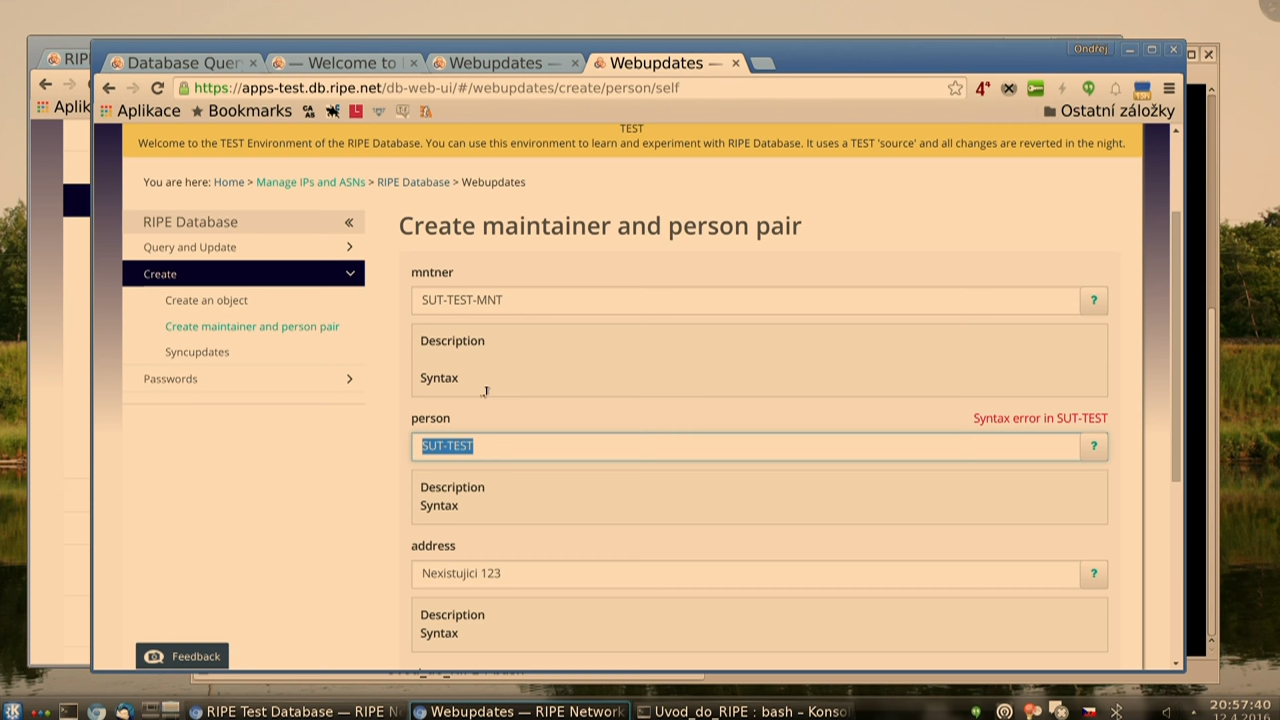 Ondřej
RIPE
Database Quer
— Welcome to
Webupdates —
Webupdates —
https://apps-test.db.ripe.net/db-web-ui/#/webupdates/create/person/self
Aplik
Aplikace
Bookmarks
Ostatní záložky
TEST
Welcome to the TEST Environment of the RIPE Database. You can use this environment to learn and experiment with RIPE Database. It uses a TEST 'source' and all changes are reverted in the night.
You are here: Home > Manage IPs and ASNs > RIPE Database > Webupdates
RIPE Database
Query and Update
Create
Create an object
Create maintainer and person pair
Syncupdates
Passwords
Create maintainer and person pair
mntner
SUT-TEST-MNT
?
Description
Syntax
person
Syntax error in SUT-TEST
SUT-TEST
?
Description
Syntax
address
Nexistujici 123
?
Description
Syntax
Feedback
RIPE Test Database — RIPE N
Webupdates — RIPE Network
Uvod_do_RIPE : bash – Konso
20:57:40